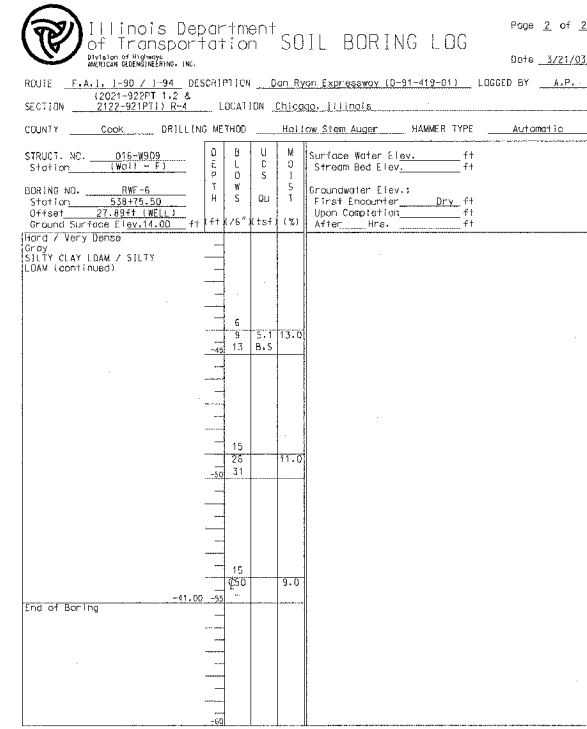 Illinois Department of Transportation
Division of Highways
AMERICAN GEOENGINEERING, INC.
SOIL BORING LOG
Page 2 of 2
Date 3/21/03
ROUTE F.A.I. I-90 / I-94 DESCRIPTION Dan Ryan Expressway (D-91-419-01) LOGGED BY A.P.
(2021-922PT 1.2 &
SECTION 2122-921PT1) R-4 LOCATION Chicago, Illinois
COUNTY Cook DRILLING METHOD Hollow Stem Auger HAMMER TYPE Automatic
STRUCT. NO. 016-W909
Station (Wall - F)
BORING NO. RWF-6
Station 538+75.50
Offset 27.89ft (WELL)
Ground Surface Elev. 14.00 ft
DEPTH (ft)
BLOWS (/6")
UCS Qu (tsf)
MOIST (%)
Surface Water Elev. ft
Stream Bed Elev. ft
Groundwater Elev.:
First Encounter Dry ft
Upon Completion ft
After Hrs. ft
Hard / Very Dense
Gray
SILTY CLAY LOAM / SILTY
LOAM (continued)
6
9 5.1 13.0
-45 13 B.S
15
28 11.0
-50 31
15
50 9.0
-41.00 -55
End of Boring
-60